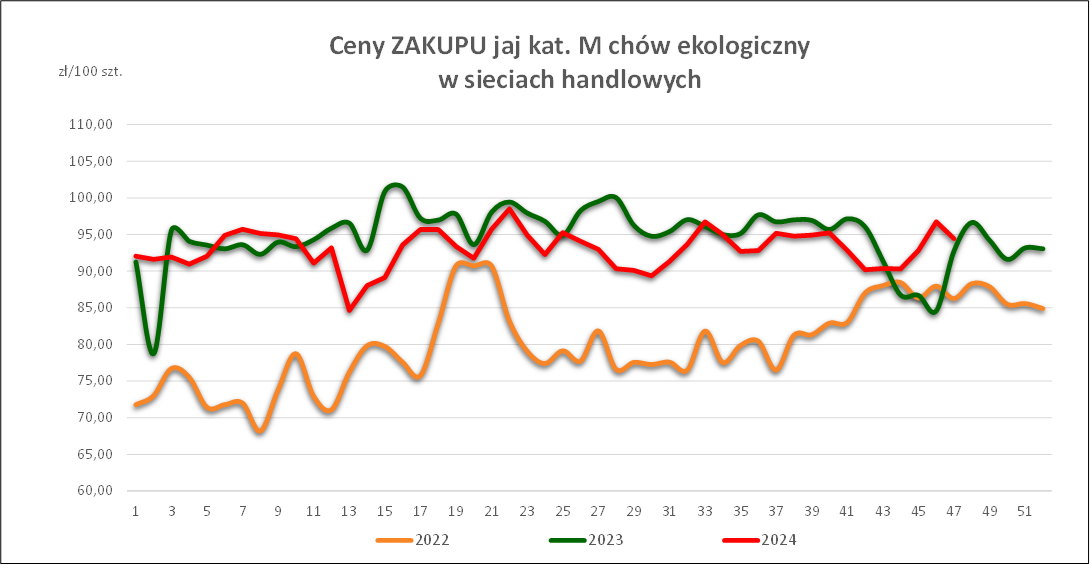 Ceny ZAKUPU jaj kat. M chów ekologiczny
w sieciach handlowych
zł/100 szt.
110,00
105,00
100,00
95,00
90,00
85,00
80,00
75,00
70,00
65,00
60,00
1 3 5 7 9 11 13 15 17 19 21 23 25 27 29 31 33 35 37 39 41 43 45 47 49 51
2022 2023 2024